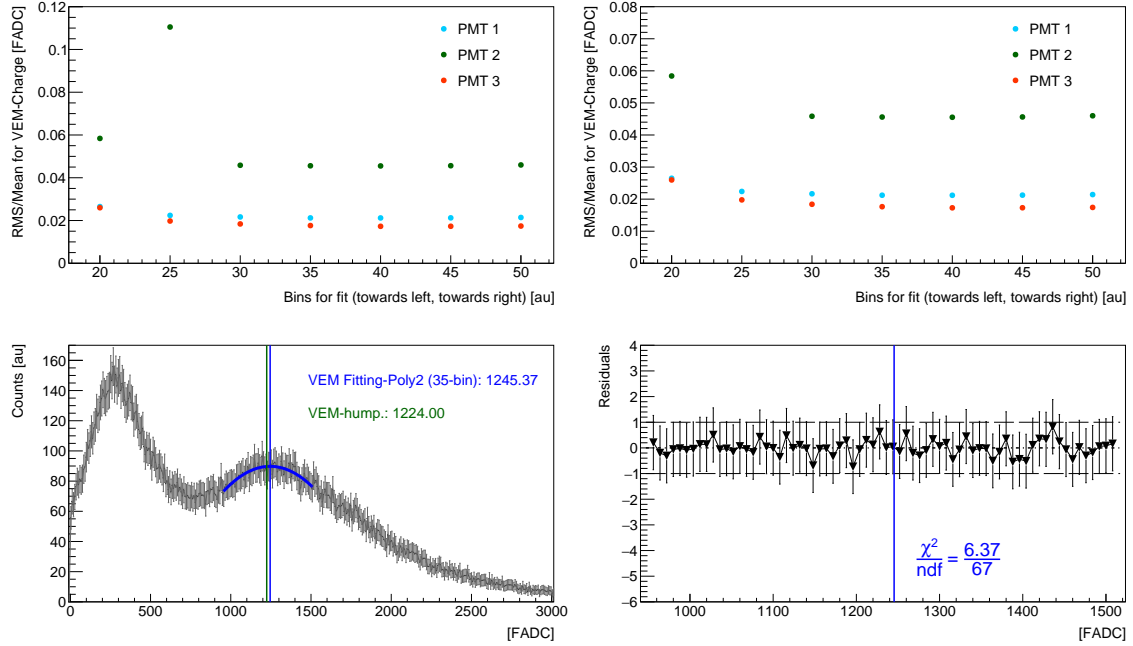 RMS/Mean for VEM-Charge [FADC]
0.12
0.1
0.08
0.06
0.04
0.02
0
PMT 1
PMT 2
PMT 3
20 25 30 35 40 45 50
Bins for fit (towards left, towards right) [au]
RMS/Mean for VEM-Charge [FADC]
0.08
0.07
0.06
0.05
0.04
0.03
0.02
0.01
0.00
PMT 1
PMT 2
PMT 3
20 25 30 35 40 45 50
Bins for fit (towards left, towards right) [au]
Counts [au]
160
140
120
100
80
60
40
20
0
VEM Fitting-Poly2 (35-bin): 1245.37
VEM-hump.: 1224.00
0 500 1000 1500 2000 2500 3000
[FADC]
Residuals
4
3
2
1
0
−1
−2
−3
−4
−5
−6
χ² / ndf = 6.37 / 67
1000 1100 1200 1300 1400 1500
[FADC]